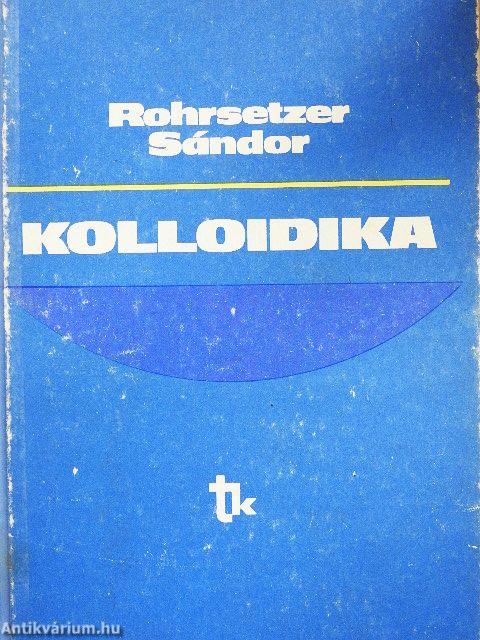 Rohrsetzer
Sándor
KOLLOIDIKA
tk
Antikvárium.hu